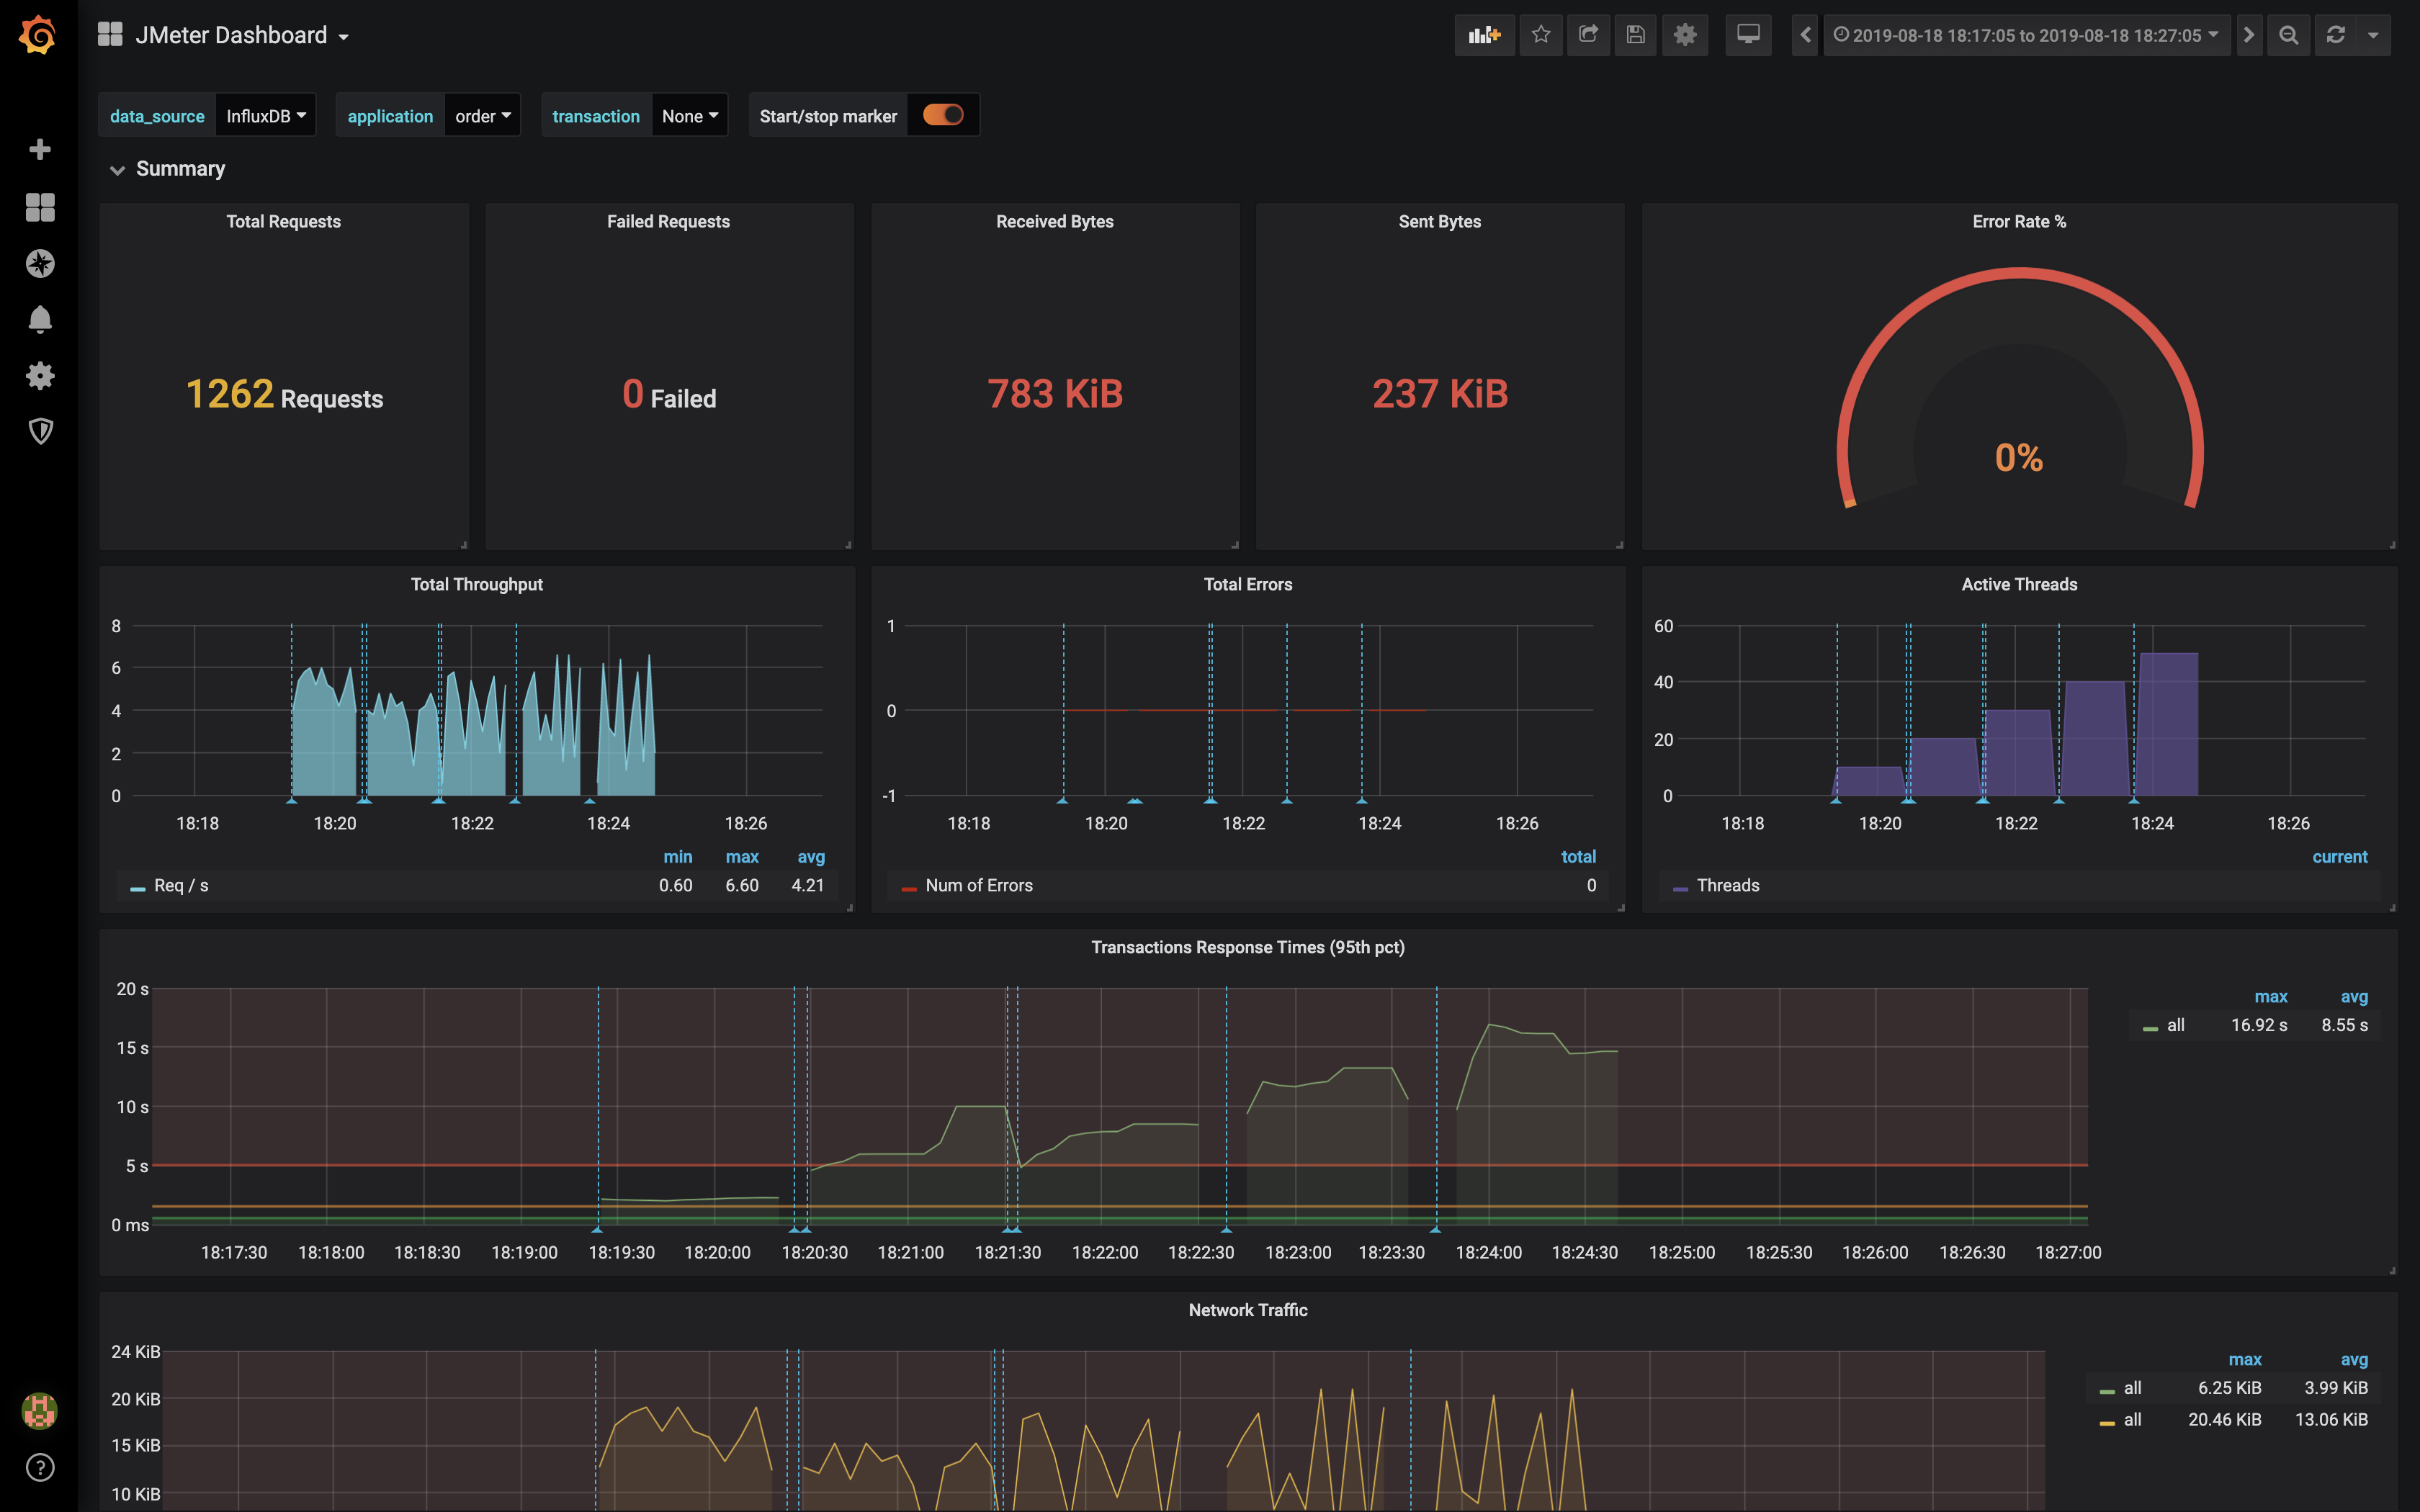 JMeter Dashboard
2019-08-18 18:17:05 to 2019-08-18 18:27:05
data_source InfluxDB application order transaction None Start/stop marker
Summary
Total Requests
1262 Requests
Failed Requests
0 Failed
Received Bytes
783 KiB
Sent Bytes
237 KiB
Error Rate %
0%
Total Throughput
8
6
4
2
0
18:18 18:20 18:22 18:24 18:26
min max avg
Req / s 0.60 6.60 4.21
Total Errors
1
0
-1
18:18 18:20 18:22 18:24 18:26
total
Num of Errors 0
Active Threads
60
40
20
0
18:18 18:20 18:22 18:24 18:26
current
Threads
Transactions Response Times (95th pct)
20 s
15 s
10 s
5 s
0 ms
18:17:30 18:18:00 18:18:30 18:19:00 18:19:30 18:20:00 18:20:30 18:21:00 18:21:30 18:22:00 18:22:30 18:23:00 18:23:30 18:24:00 18:24:30 18:25:00 18:25:30 18:26:00 18:26:30 18:27:00
max avg
all 16.92 s 8.55 s
Network Traffic
24 KiB
20 KiB
15 KiB
10 KiB
max avg
all 6.25 KiB 3.99 KiB
all 20.46 KiB 13.06 KiB